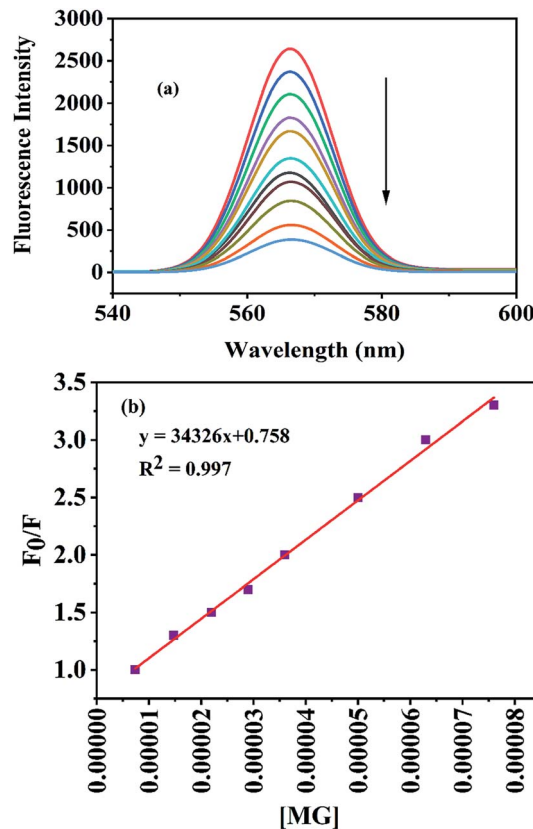 3000
2500
2000
1500
1000
500
0
Fluorescence Intensity
(a)
540 560 580 600
Wavelength (nm)
3.5
3.0
2.5
2.0
1.5
1.0
F0/F
(b)
y = 34326x+0.758
R2 = 0.997
0.00000
0.00001
0.00002
0.00003
0.00004
0.00005
0.00006
0.00007
0.00008
[MG]